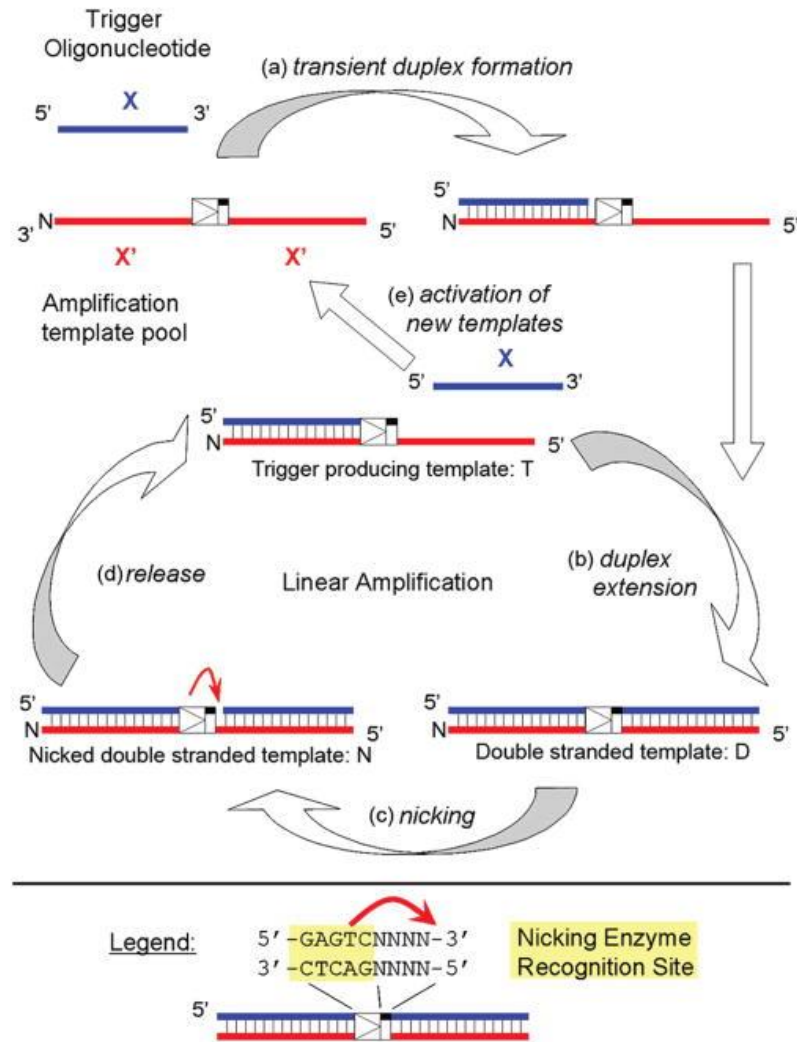 Trigger
Oligonucleotide
(a) transient duplex formation
X
5' 3'
5'
N
3' 5'
X' X'
N 5'
Amplification
template pool
(e) activation of
new templates
X
5' 3'
5'
N 5'
Trigger producing template: T
(d) release
Linear Amplification
(b) duplex
extension
5'
N 5'
Nicked double stranded template: N
5'
N 5'
Double stranded template: D
(c) nicking
Legend:
5'-GAGTCNNNN-3'
3'-CTCAGNNNN-5'
Nicking Enzyme
Recognition Site
5'